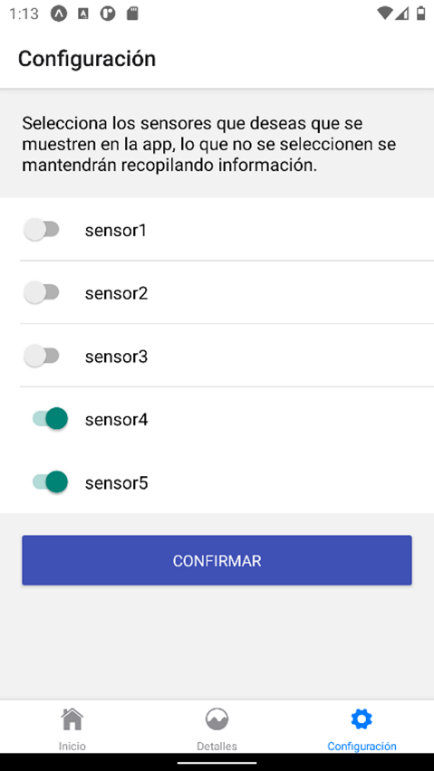 1:13
Configuración
Selecciona los sensores que deseas que se
muestren en la app, lo que no se seleccionen se
mantendrán recopilando información.
sensor1
sensor2
sensor3
sensor4
sensor5
CONFIRMAR
Inicio
Detalles
Configuración